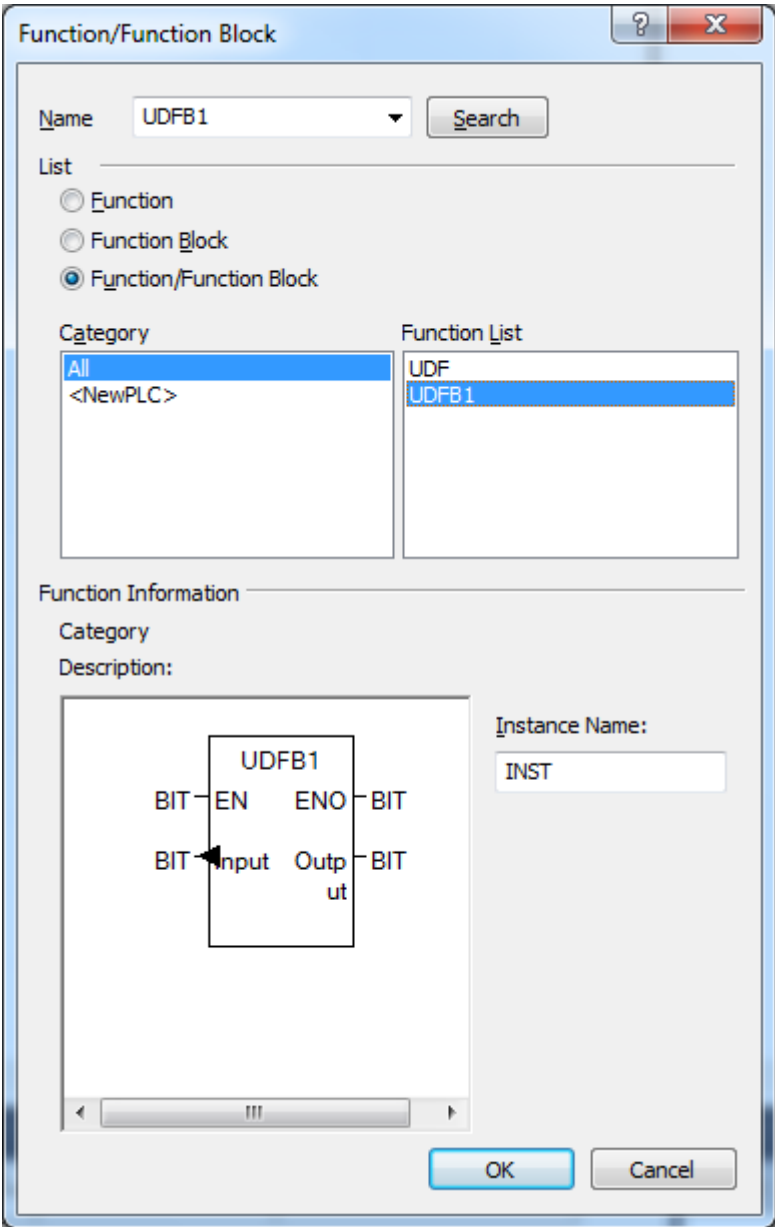 Function/Function Block
Name UDFB1 Search
List
Function
Function Block
Function/Function Block
Category Function List
All UDF
<NewPLC> UDFB1
Function Information
Category
Description:
Instance Name:
INST
UDFB1
BIT EN ENO BIT
BIT Input Outp BIT
ut
OK Cancel